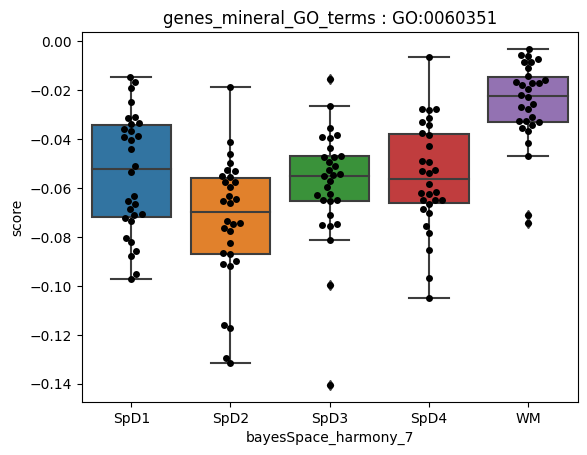 genes_mineral_GO_terms : GO:0060351
0.00
−0.02
−0.04
−0.06
−0.08
−0.10
−0.12
−0.14
score
SpD1 SpD2 SpD3 SpD4 WM
bayesSpace_harmony_7